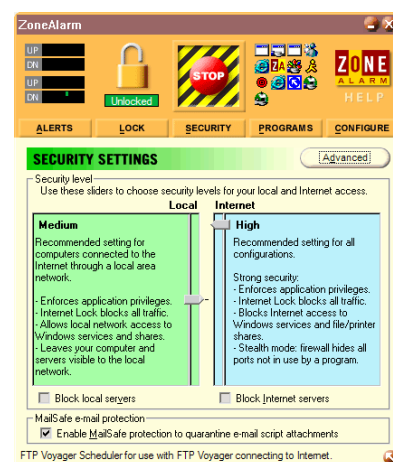 ZoneAlarm
UP
DN
UP
DN
Unlocked
STOP
ZONE
ALARM
HELP
ALERTS
LOCK
SECURITY
PROGRAMS
CONFIGURE
SECURITY SETTINGS
Advanced
Security level
Use these sliders to choose security levels for your local and Internet access.
Local
Internet
Medium
Recommended setting for
computers connected to the
Internet through a local area
network.
- Enforces application privileges.
- Internet Lock blocks all traffic.
- Allows local network access to
Windows services and shares.
- Leaves your computer and
servers visible to the local
network.
High
Recommended setting for all
configurations.
Strong security:
- Enforces application privileges.
- Internet Lock blocks all traffic.
- Blocks Internet access to
Windows services and file/printer
shares.
- Stealth mode: firewall hides all
ports not in use by a program.
Block local servers
Block Internet servers
MailSafe e-mail protection
Enable MailSafe protection to quarantine e-mail script attachments
FTP Voyager Scheduler for use with FTP Voyager connecting to Internet.